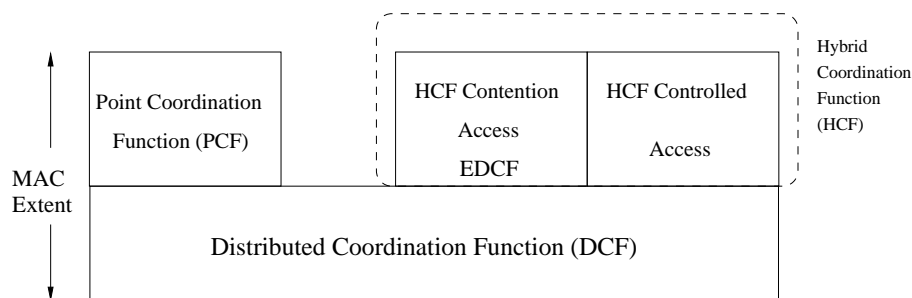 Point Coordination
Function (PCF)
HCF Contention
Access
EDCF
HCF Controlled
Access
Hybrid
Coordination
Function
(HCF)
MAC
Extent
Distributed Coordination Function (DCF)